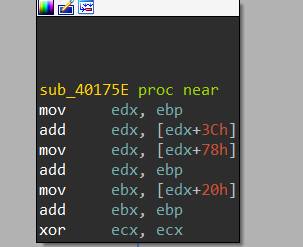 sub_40175E proc near
mov edx, ebp
add edx, [edx+3Ch]
mov edx, [edx+78h]
add edx, ebp
mov ebx, [edx+20h]
add ebx, ebp
xor ecx, ecx